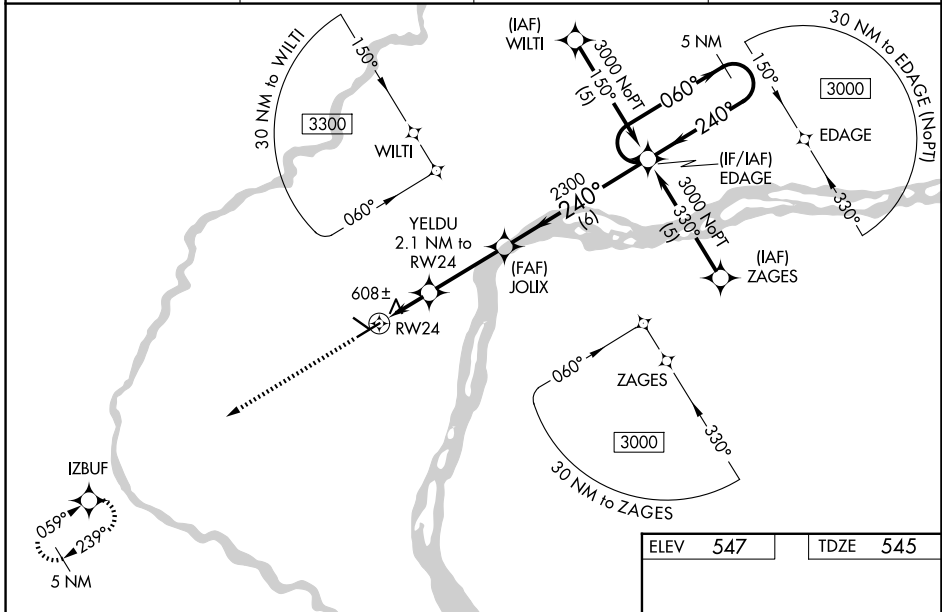 30 NM to WILTI
150°
3300
WILTI
060°
(IAF)
WILTI
3000 NoPT
150°
(5)
5 NM
060°
240°
30 NM to EDAGE (NoPT)
150°
3000
EDAGE
330°
(IF/IAF)
EDAGE
2300
240°
(6)
3000 NoPT
330°
(5)
(IAF)
ZAGES
YELDU
2.1 NM to
RW24
(FAF)
JOLIX
608±
RW24
060°
ZAGES
3000
330°
30 NM to ZAGES
IZBUF
059°
239°
5 NM
ELEV 547
TDZE 545